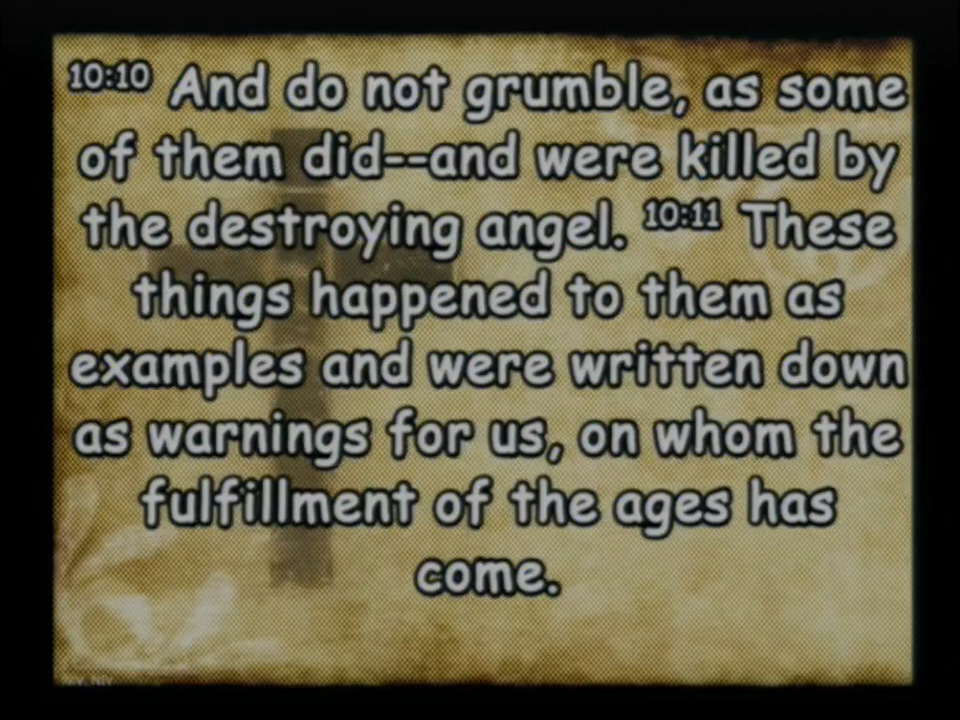 10:10 And do not grumble, as some
of them did--and were killed by
the destroying angel. 10:11 These
things happened to them as
examples and were written down
as warnings for us, on whom the
fulfillment of the ages has
come.
NIV